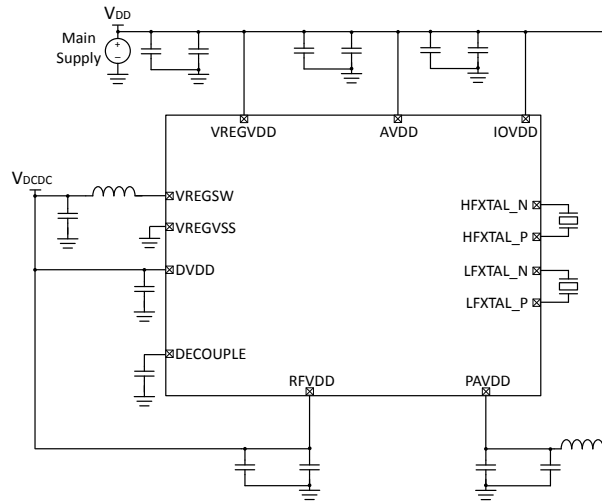 VDD
Main
Supply
VREGVDD
AVDD
IOVDD
VDCDC
VREGSW
VREGVSS
DVDD
DECOUPLE
RFVDD
PAVDD
HFXTAL_N
HFXTAL_P
LFXTAL_N
LFXTAL_P